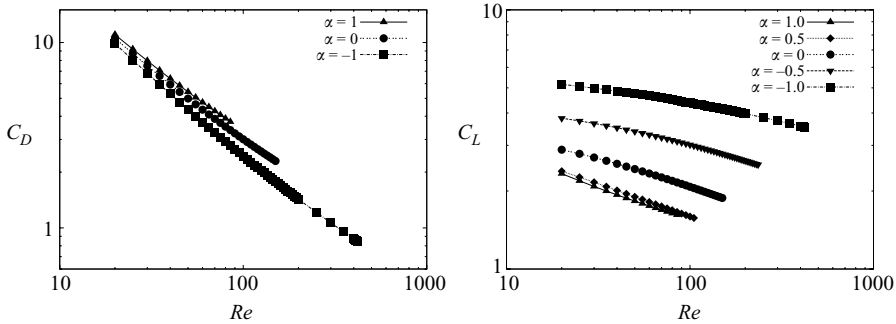 10
1
C_D
α = 1
α = 0
α = –1
10
100
1000
Re
10
1
C_L
α = 1.0
α = 0.5
α = 0
α = –0.5
α = –1.0
10
100
1000
Re